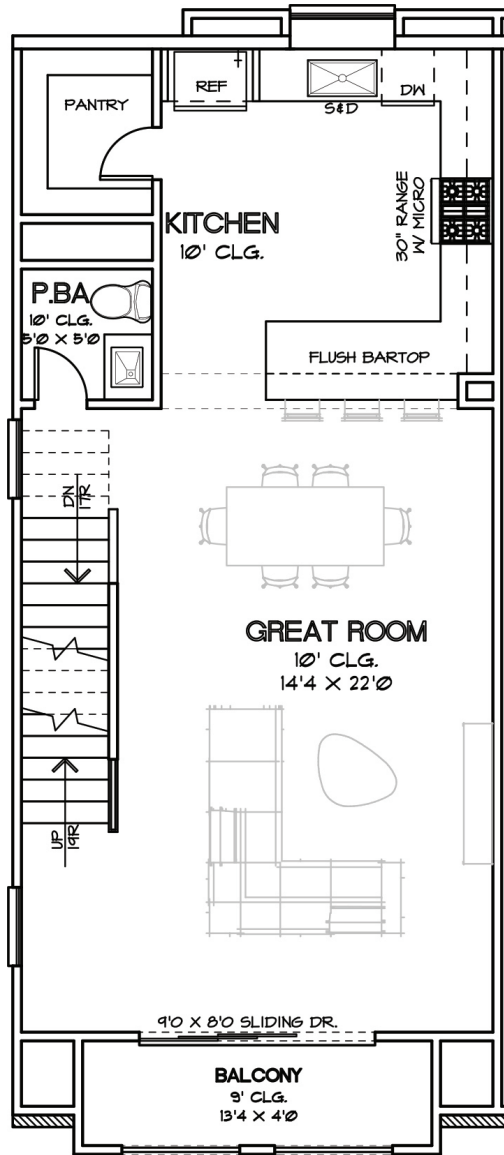 PANTRY
REF
S&D
DW
30" RANGE
W/ MICRO
KITCHEN
10' CLG.
P.BA
10' CLG.
5'0 X 5'0
FLUSH BARTOP
DN
17R
GREAT ROOM
10' CLG.
14'4 X 22'0
UP
19R
9'0 X 8'0 SLIDING DR.
BALCONY
9' CLG.
13'4 X 4'0